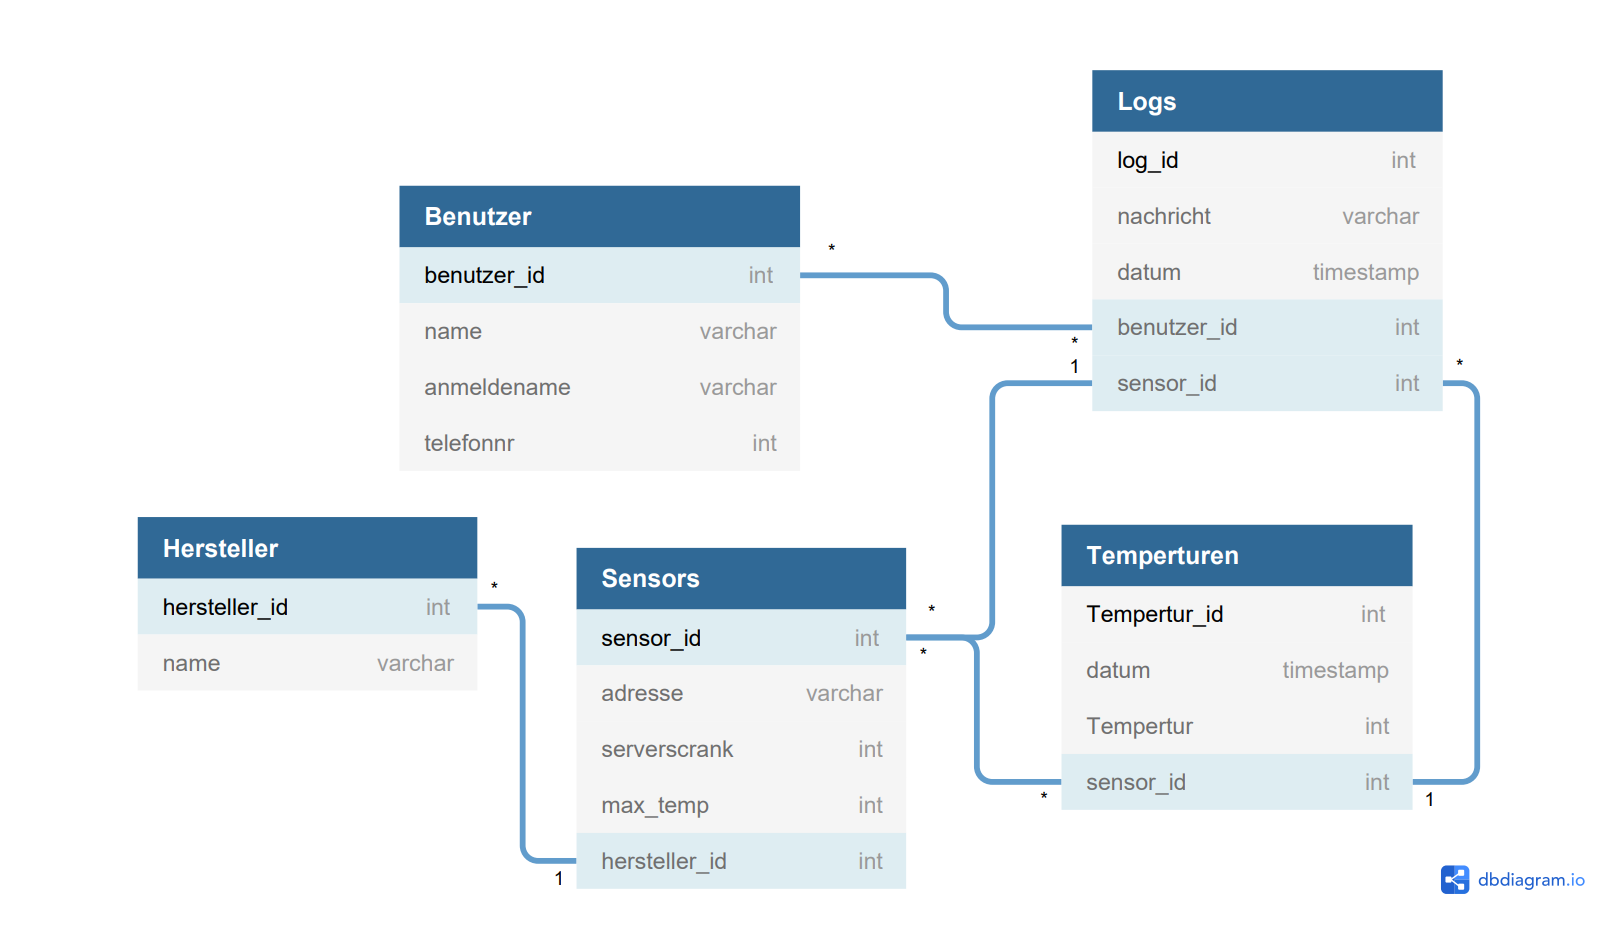 Logs
log_id int
nachricht varchar
datum timestamp
benutzer_id int
sensor_id int
*
1
*
Benutzer
benutzer_id int
*
name varchar
anmeldename varchar
telefonnr int
Hersteller
hersteller_id int
*
name varchar
Sensors
sensor_id int
*
*
adresse varchar
serverscrank int
max_temp int
hersteller_id int
1
Temperturen
Tempertur_id int
datum timestamp
Tempertur int
sensor_id int
*
1
dbdiagram.io